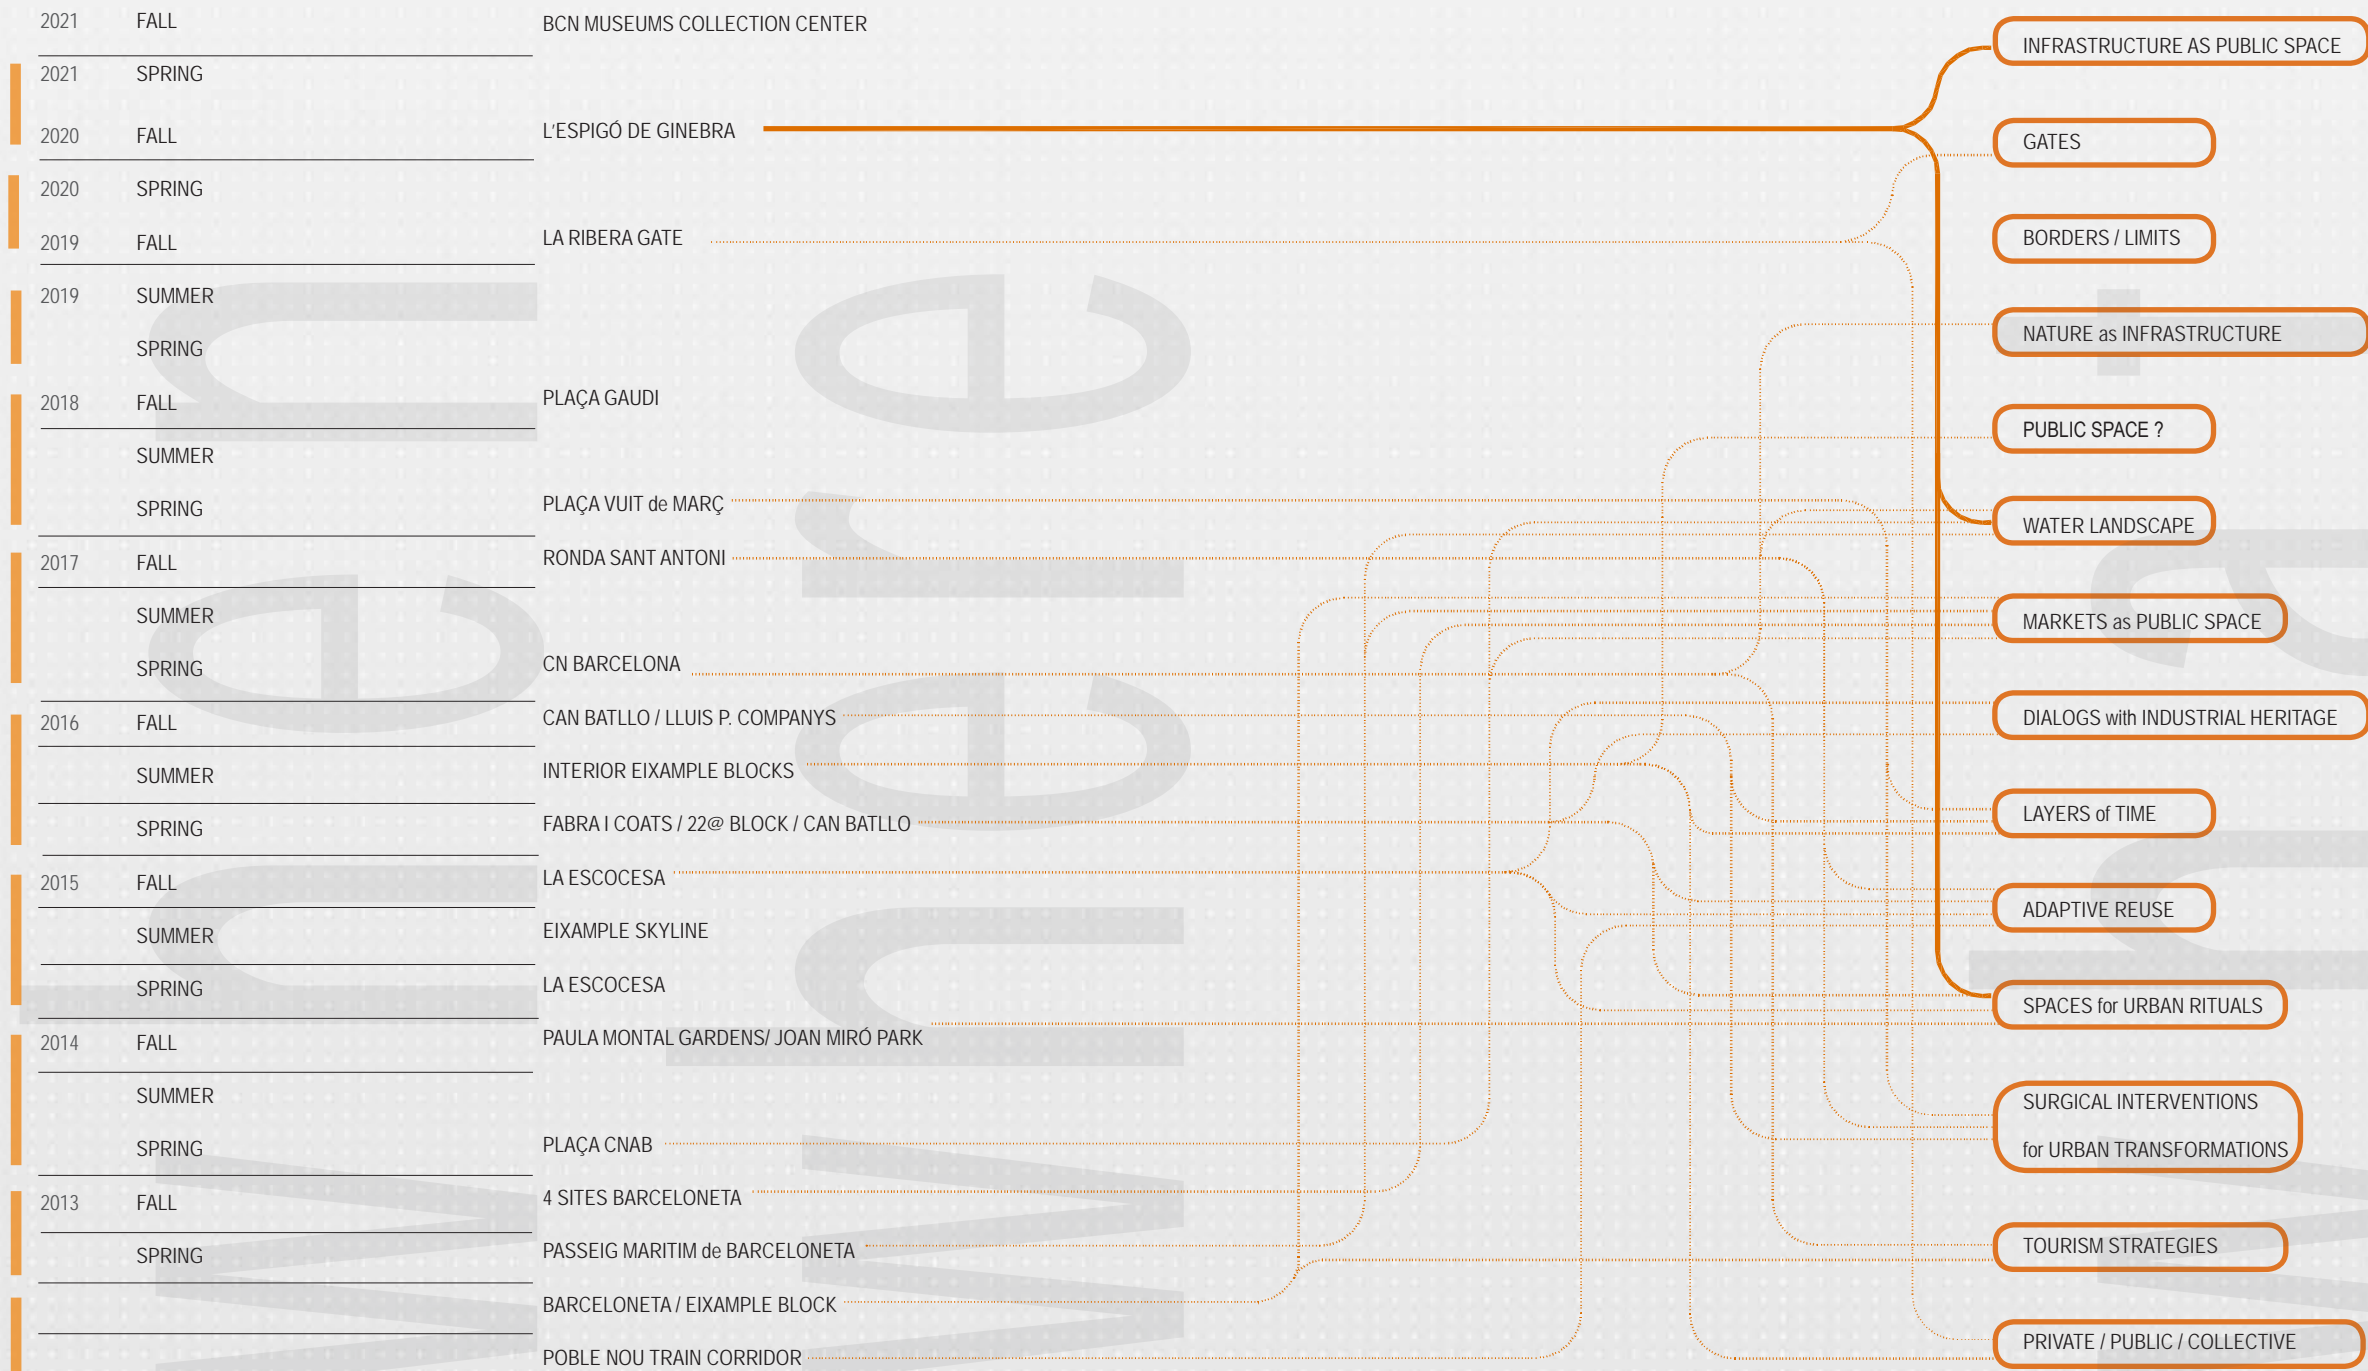 2021 FALL BCN MUSEUMS COLLECTION CENTER
INFRASTRUCTURE AS PUBLIC SPACE
2021 SPRING
2020 FALL L'ESPIGÓ DE GINEBRA
GATES
2020 SPRING
2019 FALL LA RIBERA GATE
BORDERS / LIMITS
2019 SUMMER
NATURE as INFRASTRUCTURE
SPRING
2018 FALL PLAÇA GAUDI
PUBLIC SPACE ?
SUMMER
SPRING PLAÇA VUIT de MARÇ
WATER LANDSCAPE
2017 FALL RONDA SANT ANTONI
SUMMER
MARKETS as PUBLIC SPACE
SPRING CN BARCELONA
2016 FALL CAN BATLLO / LLUIS P. COMPANYS
DIALOGS with INDUSTRIAL HERITAGE
SUMMER INTERIOR EIXAMPLE BLOCKS
LAYERS of TIME
SPRING FABRA I COATS / 22@ BLOCK / CAN BATLLO
2015 FALL LA ESCOCESA
ADAPTIVE REUSE
SUMMER EIXAMPLE SKYLINE
SPRING LA ESCOCESA
SPACES for URBAN RITUALS
2014 FALL PAULA MONTAL GARDENS/ JOAN MIRÓ PARK
SUMMER
SURGICAL INTERVENTIONS
for URBAN TRANSFORMATIONS
SPRING PLAÇA CNAB
2013 FALL 4 SITES BARCELONETA
TOURISM STRATEGIES
SPRING PASSEIG MARITIM de BARCELONETA
BARCELONETA / EIXAMPLE BLOCK
PRIVATE / PUBLIC / COLLECTIVE
POBLE NOU TRAIN CORRIDOR
when
where